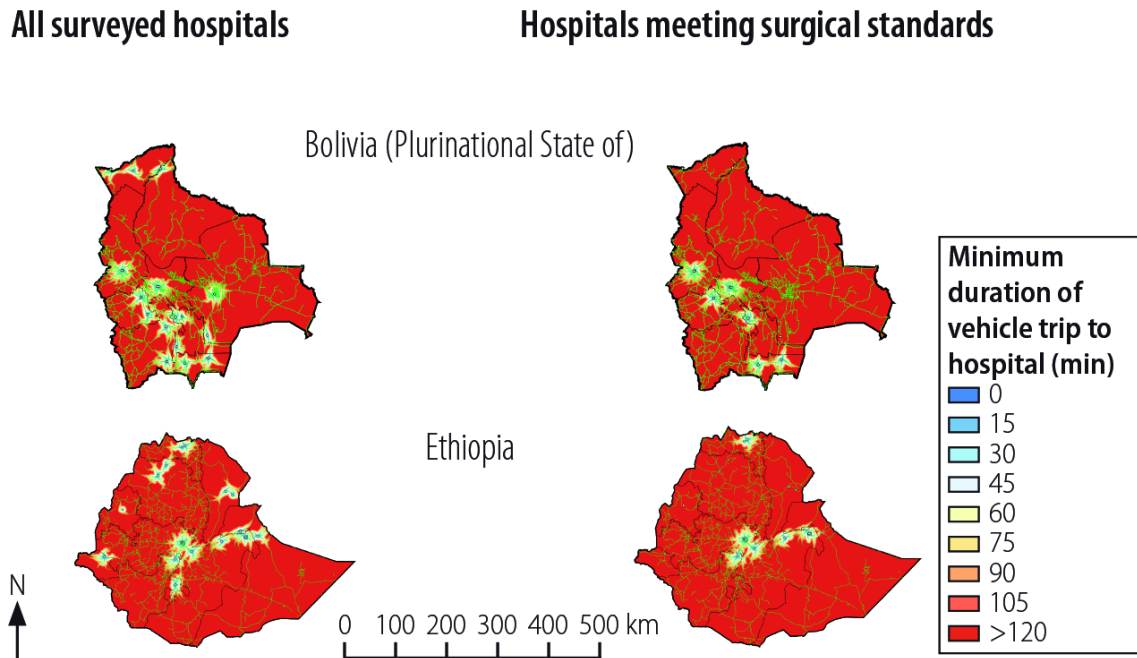 All surveyed hospitals
Hospitals meeting surgical standards
Bolivia (Plurinational State of)
Ethiopia
Minimum
duration of
vehicle trip to
hospital (min)
0
15
30
45
60
75
90
105
>120
N
0 100 200 300 400 500 km